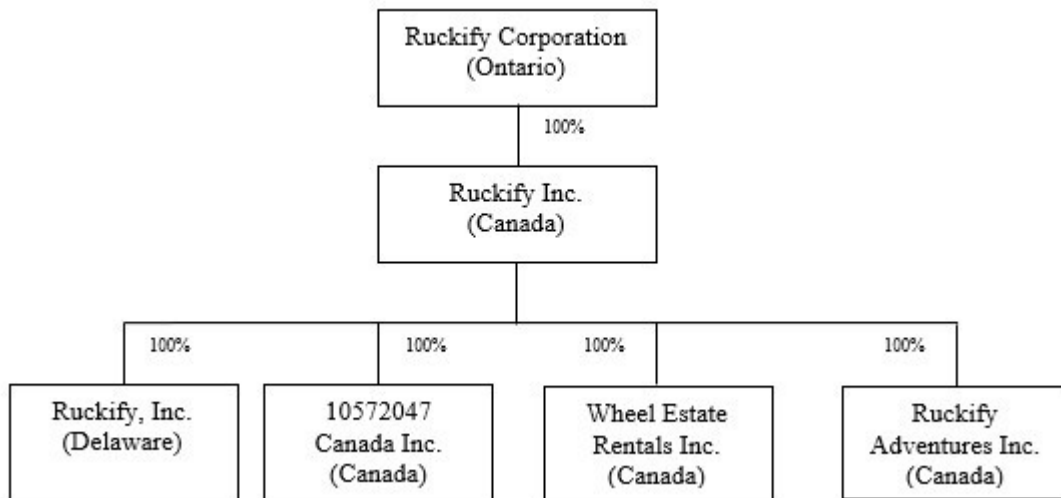 Ruckify Corporation
(Ontario)
100%
Ruckify Inc.
(Canada)
100%
100%
100%
100%
Ruckify, Inc.
(Delaware)
10572047
Canada Inc.
(Canada)
Wheel Estate
Rentals Inc.
(Canada)
Ruckify
Adventures Inc.
(Canada)